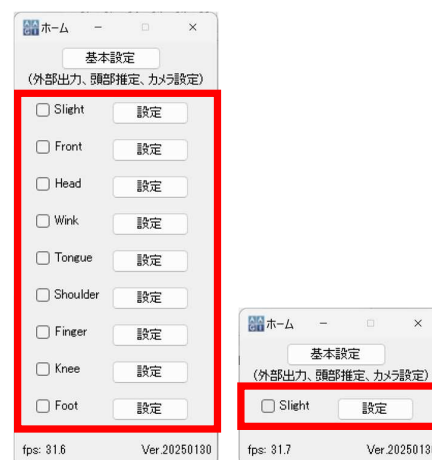 ホーム
基本設定
(外部出力、頭部推定、カメラ設定)
Slight 設定
Front 設定
Head 設定
Wink 設定
Tongue 設定
Shoulder 設定
Finger 設定
Knee 設定
Foot 設定
fps: 31.6 Ver.20250130
ホーム
基本設定
(外部出力、頭部推定、カメラ設定)
Slight 設定
fps: 31.7